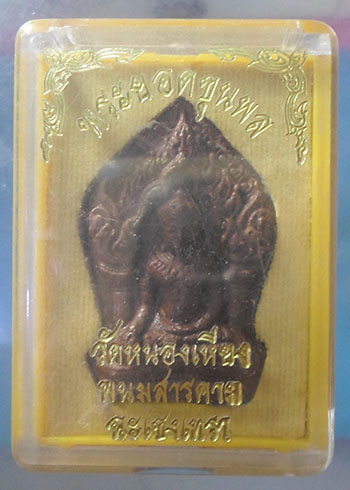 พระยอดขุนพล
วัดหนองเหียง
พนมสารคาม
ฉะเชิงเทรา